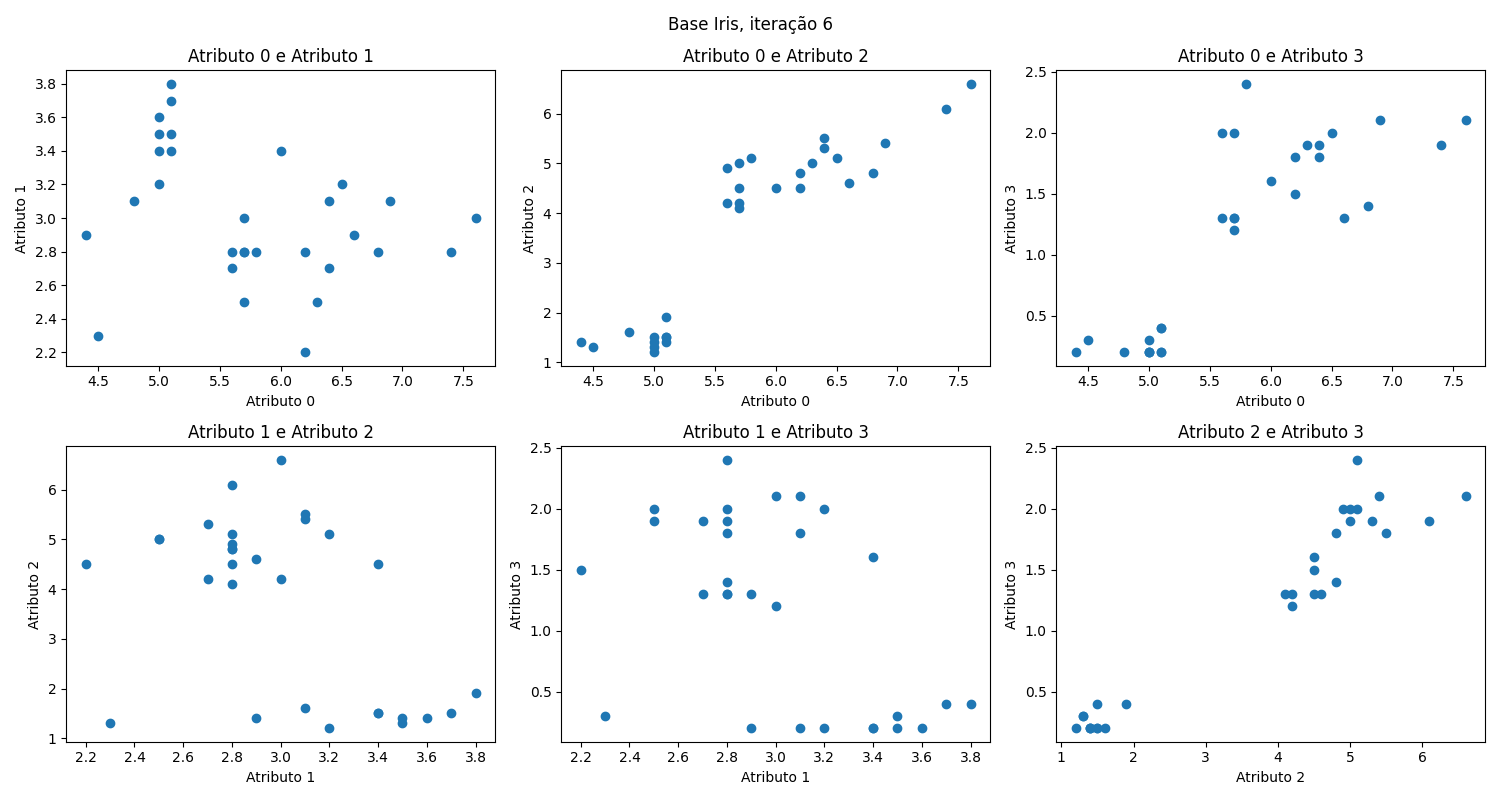 Base Iris, iteração 6
Atributo 0 e Atributo 1
Atributo 1
3.8
3.6
3.4
3.2
3.0
2.8
2.6
2.4
2.2
4.5 5.0 5.5 6.0 6.5 7.0 7.5
Atributo 0
Atributo 0 e Atributo 2
Atributo 2
6
5
4
3
2
1
4.5 5.0 5.5 6.0 6.5 7.0 7.5
Atributo 0
Atributo 0 e Atributo 3
Atributo 3
2.5
2.0
1.5
1.0
0.5
4.5 5.0 5.5 6.0 6.5 7.0 7.5
Atributo 0
Atributo 1 e Atributo 2
Atributo 2
6
5
4
3
2
1
2.2 2.4 2.6 2.8 3.0 3.2 3.4 3.6 3.8
Atributo 1
Atributo 1 e Atributo 3
Atributo 3
2.5
2.0
1.5
1.0
0.5
2.2 2.4 2.6 2.8 3.0 3.2 3.4 3.6 3.8
Atributo 1
Atributo 2 e Atributo 3
Atributo 3
2.5
2.0
1.5
1.0
0.5
1 2 3 4 5 6
Atributo 2